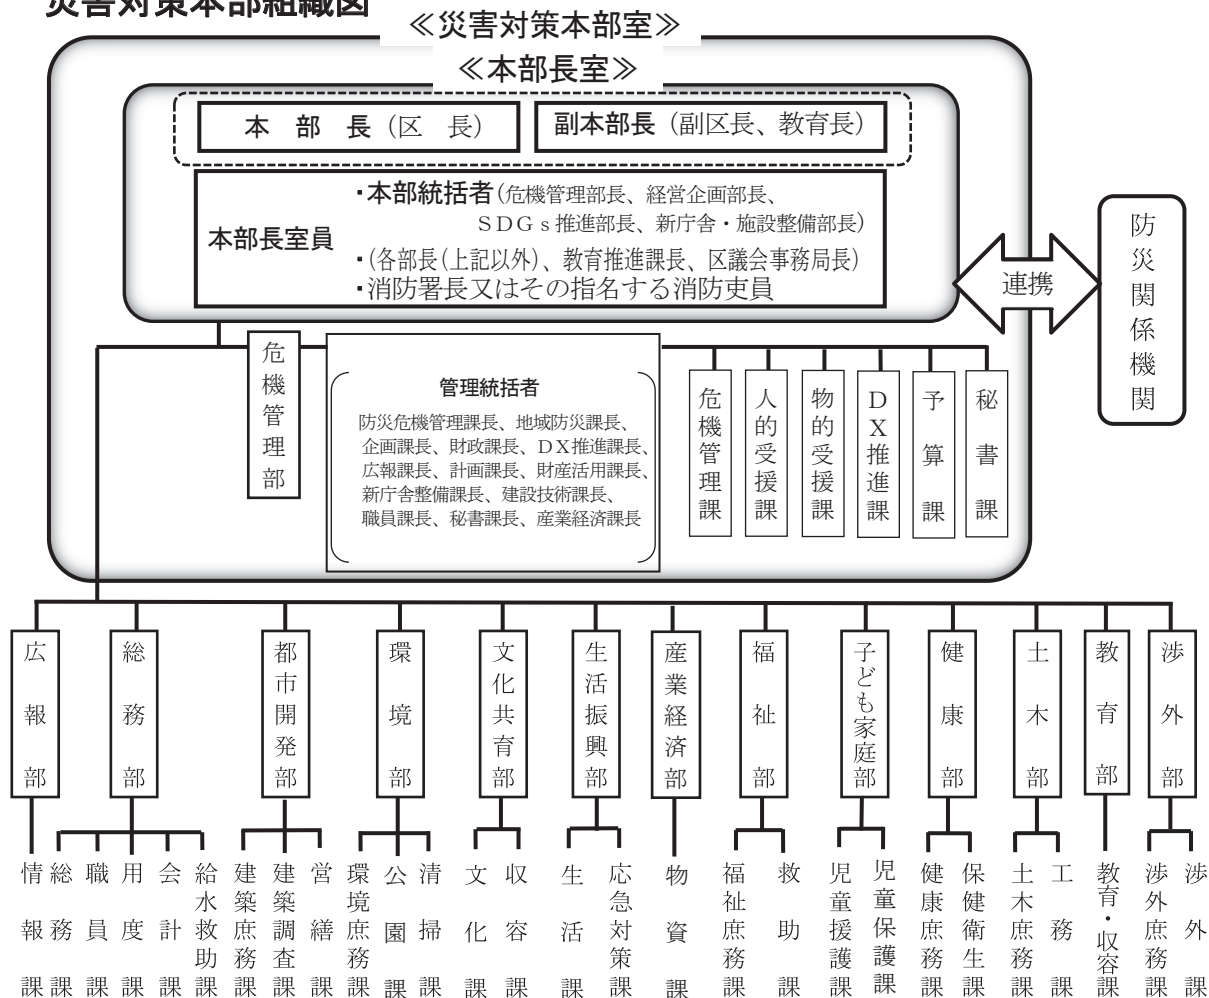 災害対策本部組織図
≪災害対策本部室≫
≪本部長室≫
本 部 長（区 長）
副本部長（副区長、教育長）
本部長室員
・本部統括者（危機管理部長、経営企画部長、
ＳＤＧｓ推進部長、新庁舎・施設整備部長）
・（各部長（上記以外）、教育推進課長、区議会事務局長）
・消防署長又はその指名する消防吏員
連携
防災関係機関
危機管理部
管理統括者
防災危機管理課長、地域防災課長、
企画課長、財政課長、ＤＸ推進課長、
広報課長、計画課長、財産活用課長、
新庁舎整備課長、建設技術課長、
職員課長、秘書課長、産業経済課長
危機管理課
人的受援課
物的受援課
ＤＸ推進課
予算課
秘書課
広報部
総務部
都市開発部
環境部
文化共育部
生活振興部
産業経済部
福祉部
子ども家庭部
健康部
土木部
教育部
渉外部
情報課
総務課
職員課
用度課
会計課
給水救助課
建築庶務課
建築調査課
営繕課
環境庶務課
公園課
清掃課
文化課
収容課
生活課
応急対策課
物資課
福祉庶務課
救助課
児童援護課
児童保護課
健康庶務課
保健衛生課
土木庶務課
工務課
教育・収容課
渉外庶務課
渉外課